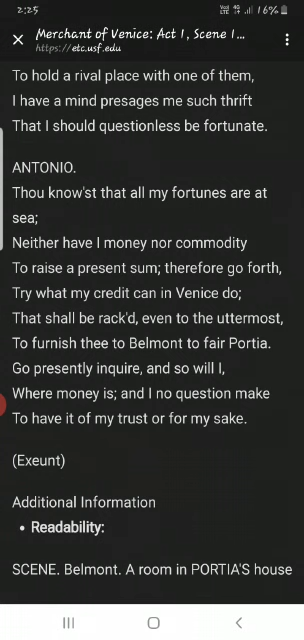 2:25
VoD LTE 4G 16%
Merchant of Venice: Act 1, Scene 1...
https://etc.usf.edu
To hold a rival place with one of them,
I have a mind presages me such thrift
That I should questionless be fortunate.
ANTONIO.
Thou know'st that all my fortunes are at
sea;
Neither have I money nor commodity
To raise a present sum; therefore go forth,
Try what my credit can in Venice do;
That shall be rack'd, even to the uttermost,
To furnish thee to Belmont to fair Portia.
Go presently inquire, and so will I,
Where money is; and I no question make
To have it of my trust or for my sake.
(Exeunt)
Additional Information
• Readability:
SCENE. Belmont. A room in PORTIA'S house